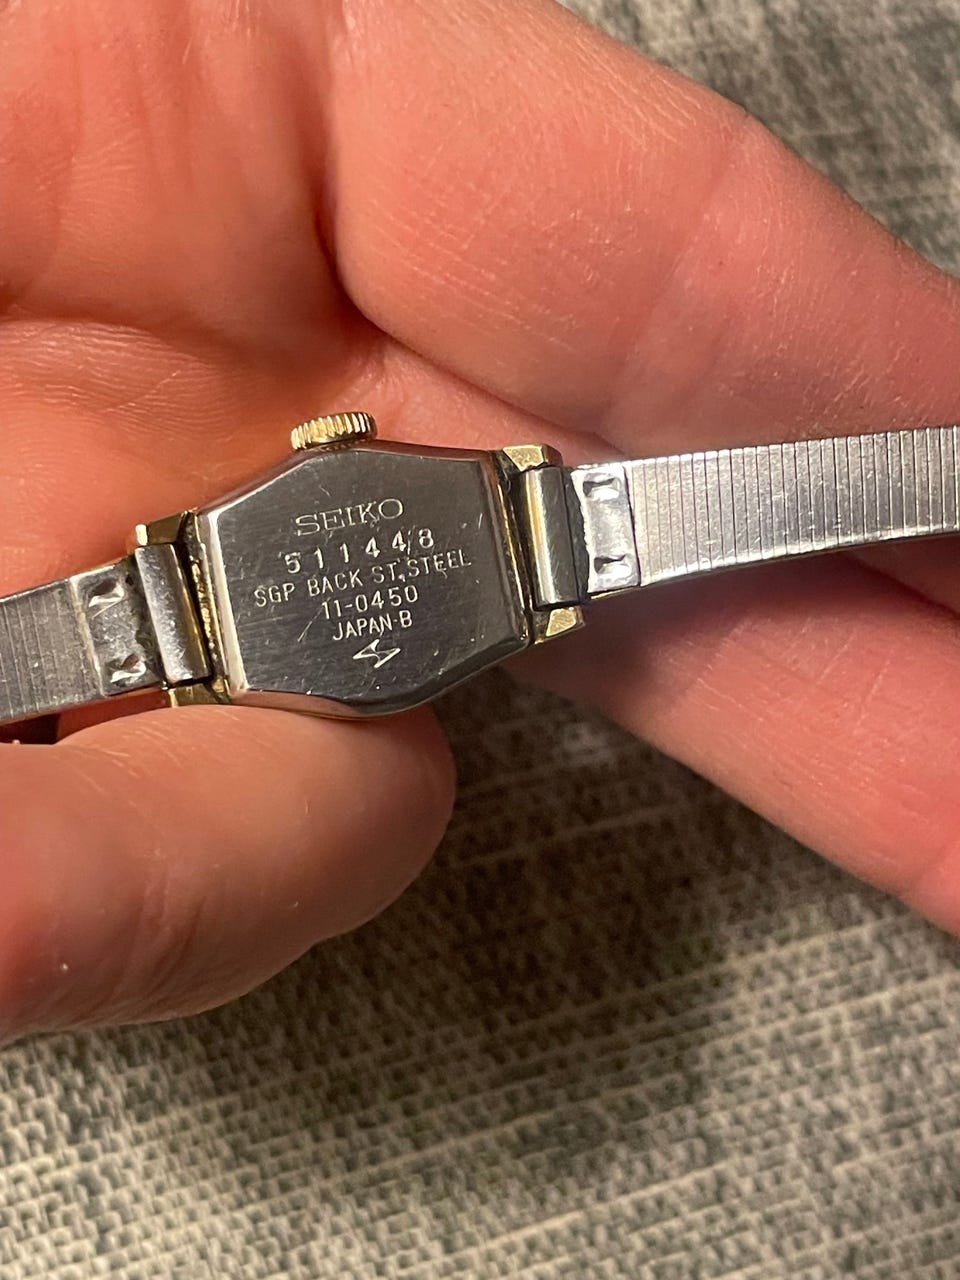 SEIKO
511448
SGP BACK ST.STEEL
11-0450
JAPAN-B